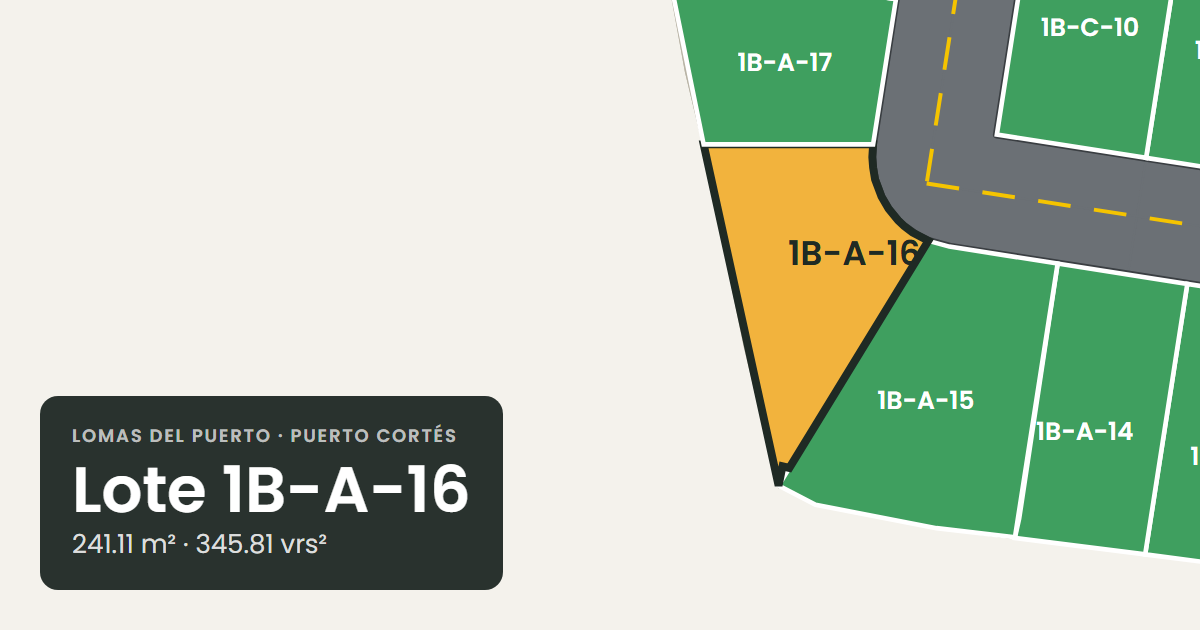 1B-C-10
1B-A-17
1B-A-16
1B-A-15
1B-A-14
LOMAS DEL PUERTO · PUERTO CORTÉS
Lote 1B-A-16
241.11 m² · 345.81 vrs²